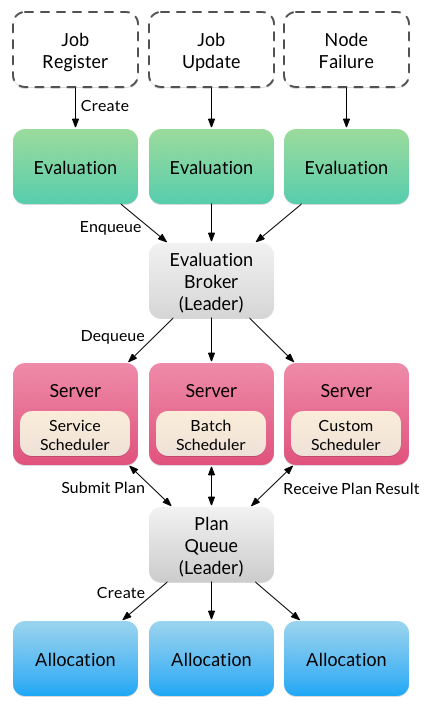 Job
Register
Job
Update
Node
Failure
Create
Evaluation
Evaluation
Evaluation
Enqueue
Evaluation
Broker
(Leader)
Dequeue
Server
Service
Scheduler
Server
Batch
Scheduler
Server
Custom
Scheduler
Submit Plan
Receive Plan Result
Plan
Queue
(Leader)
Create
Allocation
Allocation
Allocation